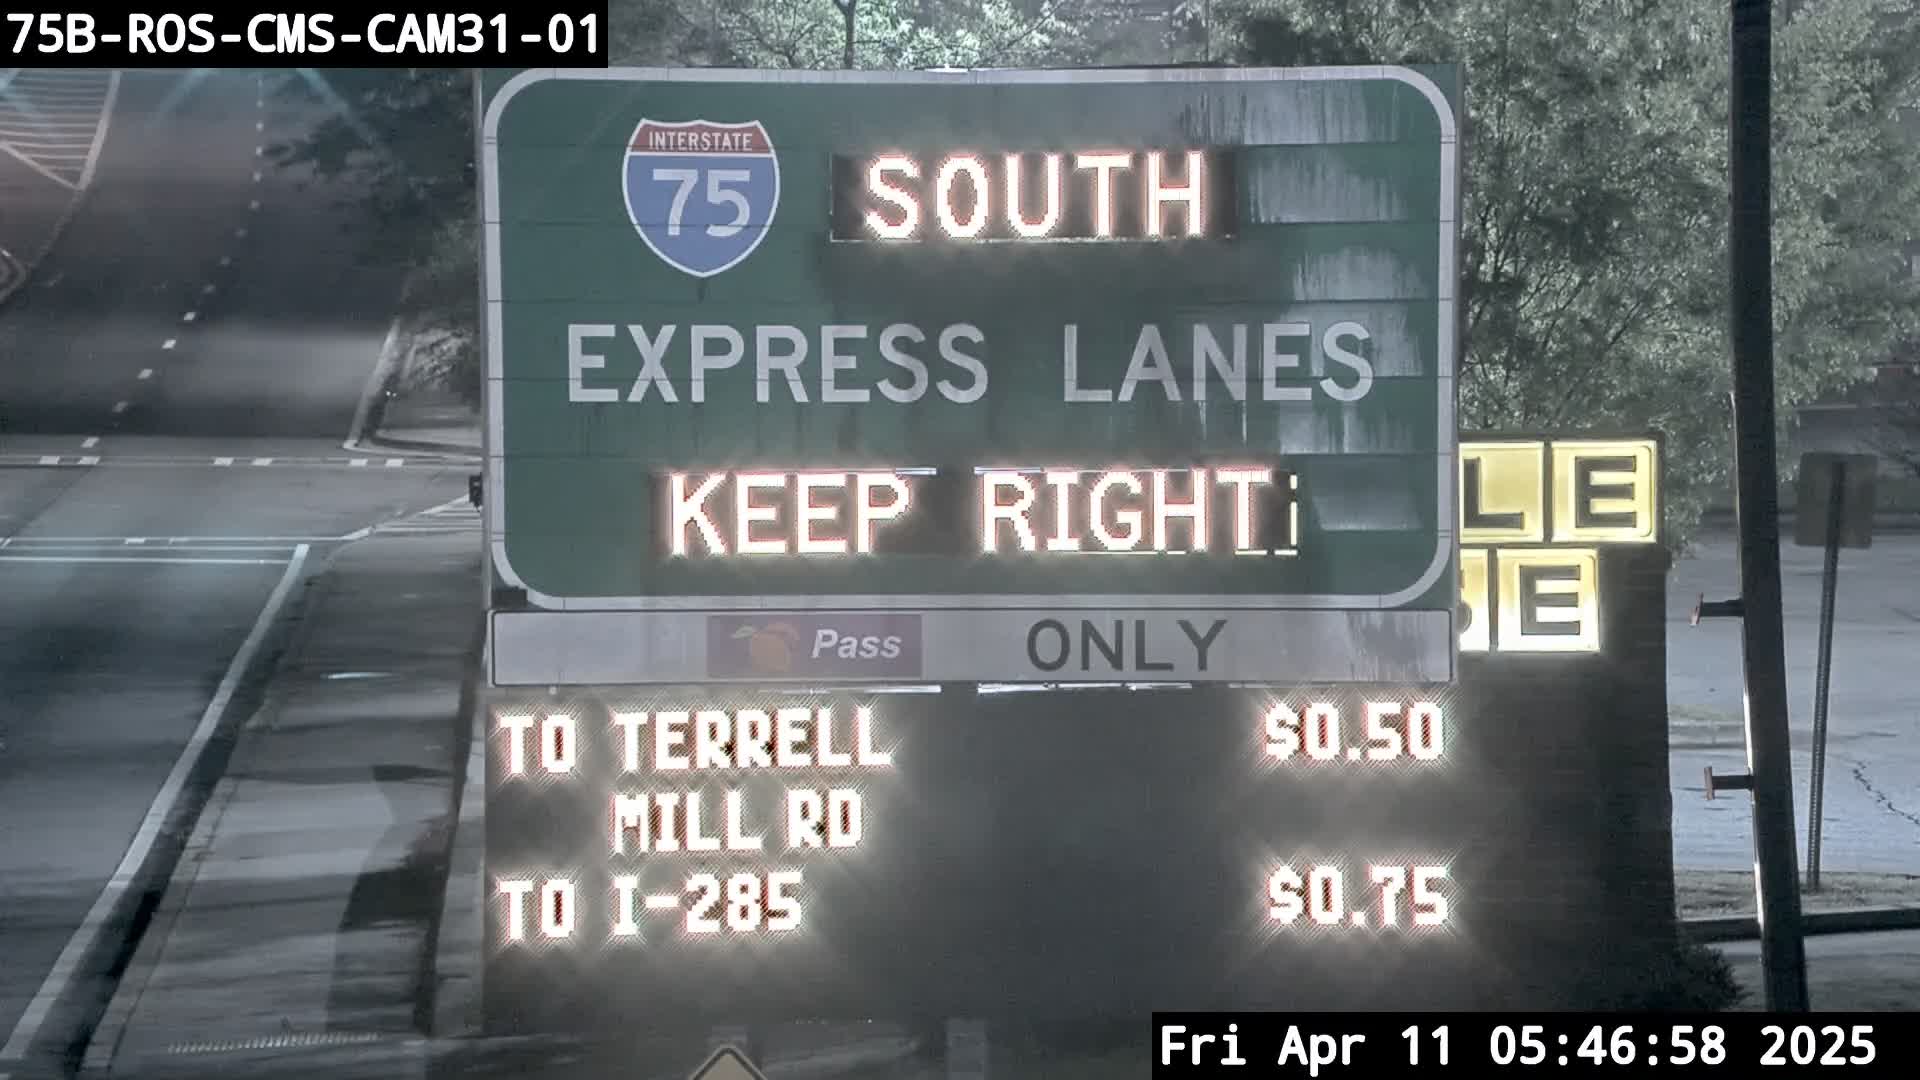 75B-ROS-CMS-CAM31-01
INTERSTATE
75
SOUTH
EXPRESS LANES
KEEP RIGHT
Pass ONLY
TO TERRELL $0.50
MILL RD
TO I-285 $0.75
LE
E
Fri Apr 11 05:46:58 2025